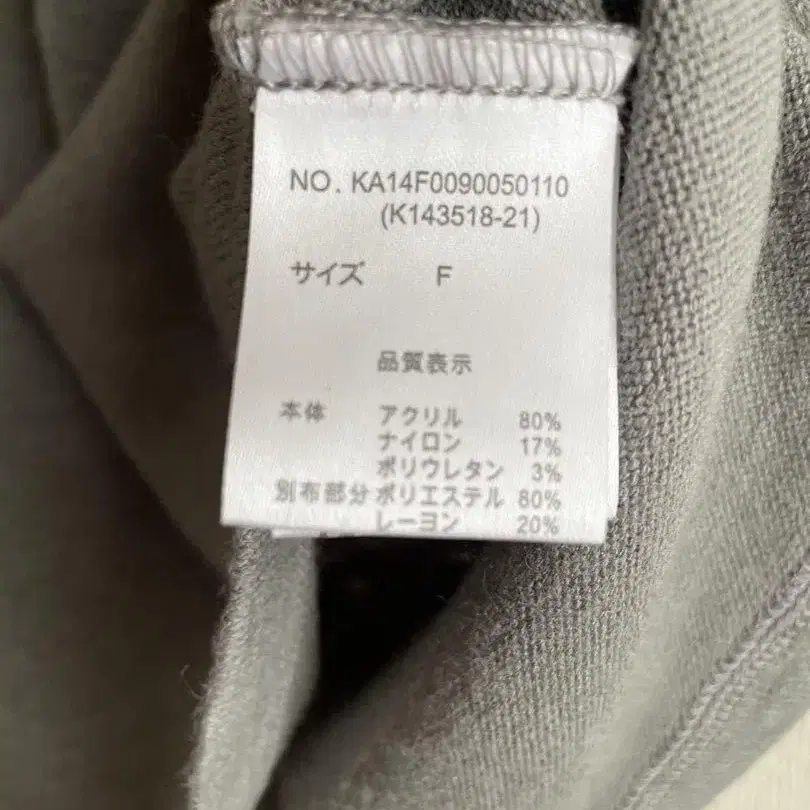 NO. KA14F0090050110
(K143518-21)
サイズ F
品質表示
本体 アクリル 80%
ナイロン 17%
ポリウレタン 3%
別布部分 ポリエステル 80%
レーヨン 20%